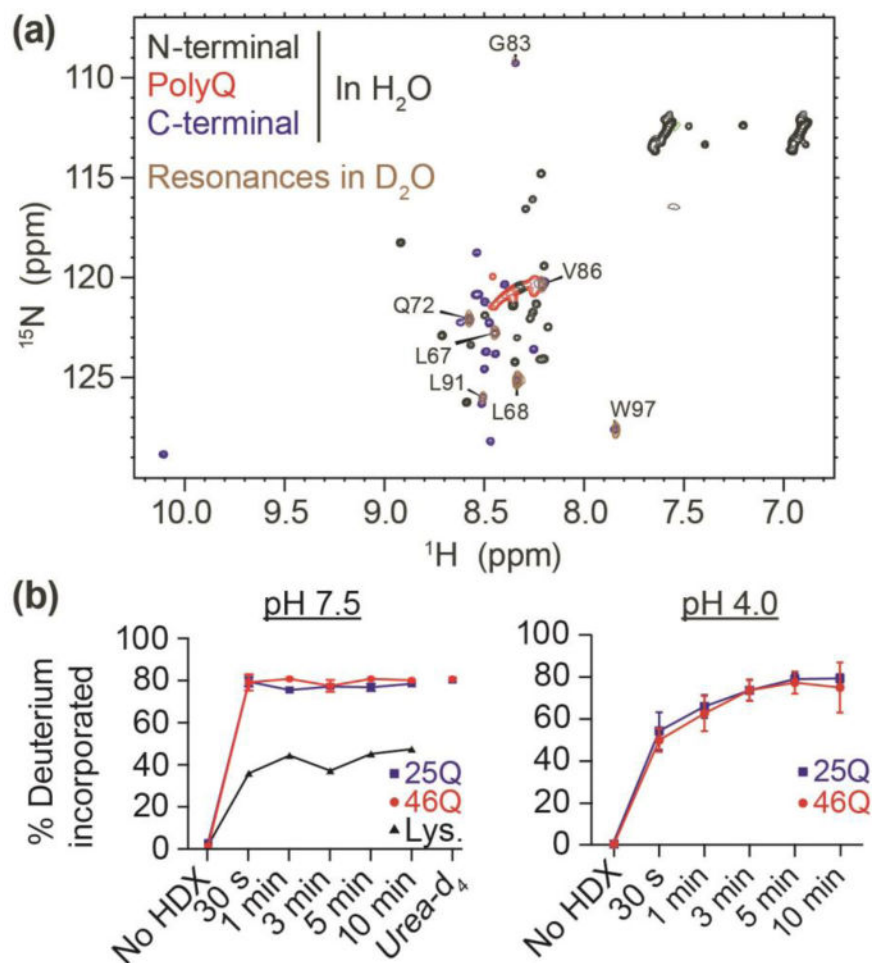 (a)
N-terminal
PolyQ
C-terminal
In H₂O
Resonances in D₂O
G83
V86
Q72
L67
L91
L68
W97
110
115
120
125
¹⁵N (ppm)
10.0 9.5 9.0 8.5 8.0 7.5 7.0
¹H (ppm)
(b)
pH 7.5
% Deuterium
incorporated
100
80
60
40
20
0
25Q
46Q
Lys.
No HDX
30 s
1 min
3 min
5 min
10 min
Urea-d₄
pH 4.0
100
80
60
40
20
0
25Q
46Q
No HDX
30 s
1 min
3 min
5 min
10 min